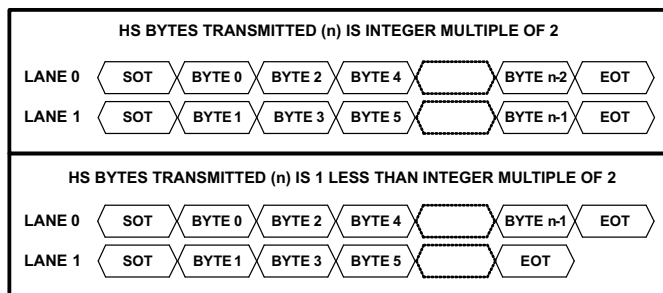 HS BYTES TRANSMITTED (n) IS INTEGER MULTIPLE OF 2
LANE 0 SOT BYTE 0 BYTE 2 BYTE 4 BYTE n-2 EOT
LANE 1 SOT BYTE 1 BYTE 3 BYTE 5 BYTE n-1 EOT
HS BYTES TRANSMITTED (n) IS 1 LESS THAN INTEGER MULTIPLE OF 2
LANE 0 SOT BYTE 0 BYTE 2 BYTE 4 BYTE n-1 EOT
LANE 1 SOT BYTE 1 BYTE 3 BYTE 5 EOT